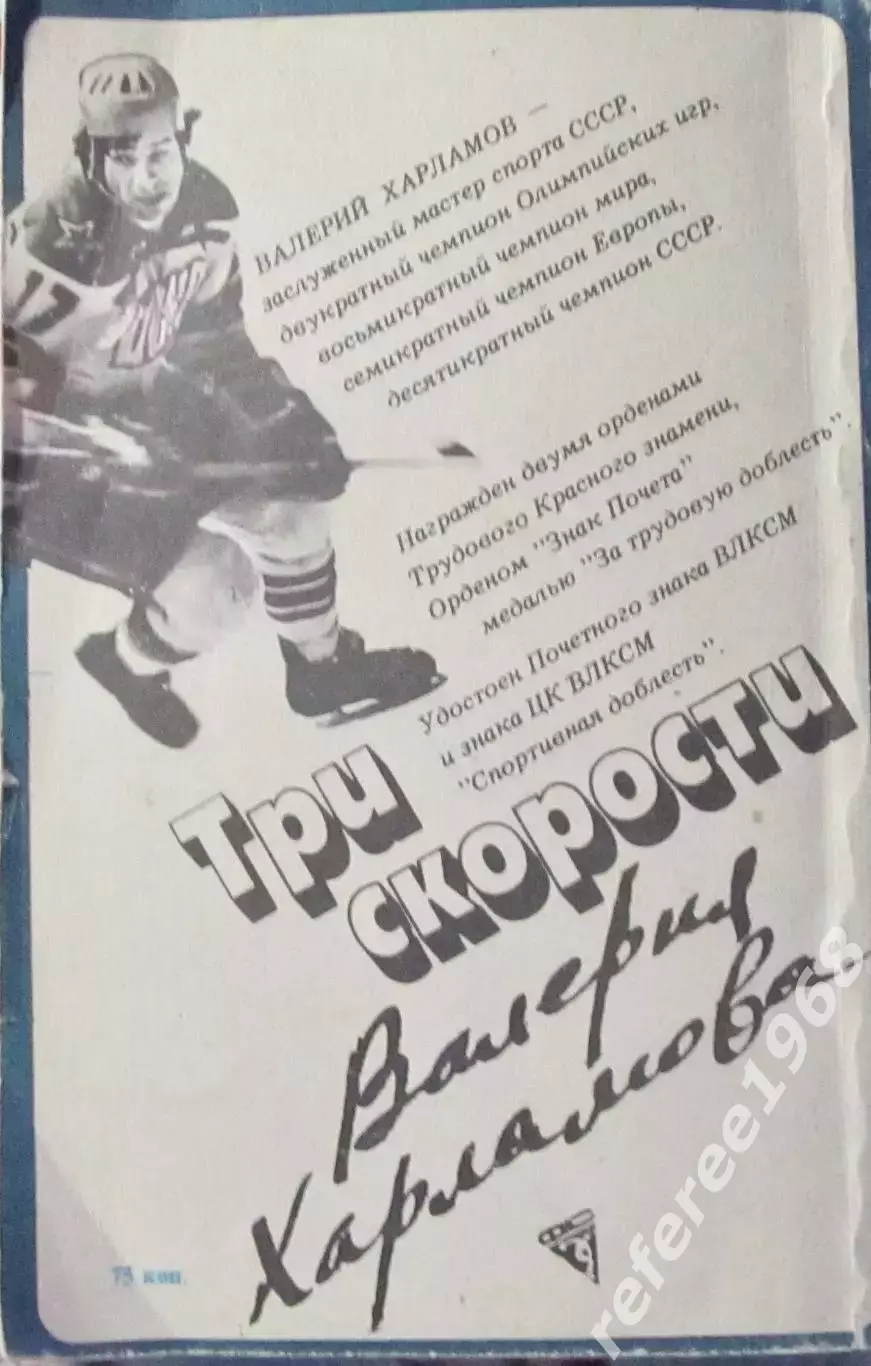 ВАЛЕРИЙ ХАРЛАМОВ —
заслуженный мастер спорта СССР,
двукратный чемпион Олимпийских игр,
восьмикратный чемпион мира,
семикратный чемпион Европы,
десятикратный чемпион СССР.
Награжден двумя орденами
Трудового Красного знамени,
Орденом "Знак Почета"
медалью "За трудовую доблесть".
Удостоен Почетного знака ВЛКСМ
и знака ЦК ВЛКСМ
"Спортивная доблесть".
Три
скорости
Валерия
Харламова
ФиС
75 коп.
17
referee1968